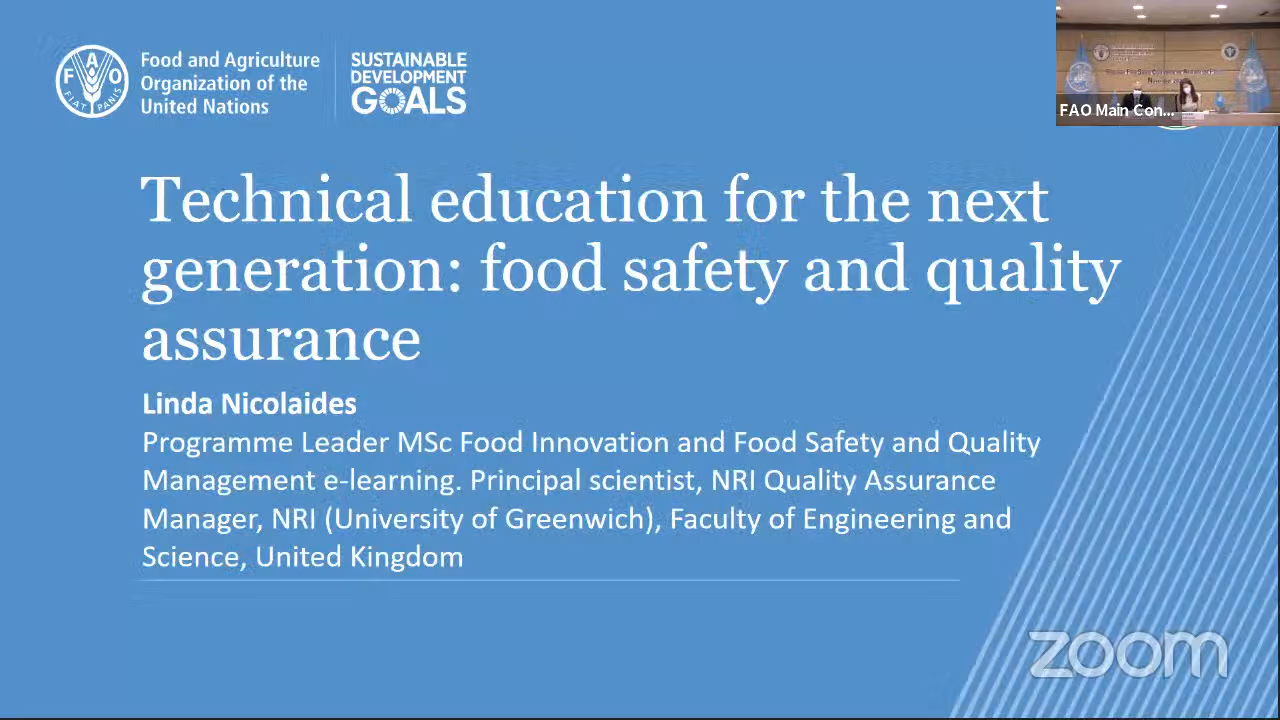 FAO
FIAT PANIS
Food and Agriculture
Organization of the
United Nations
SUSTAINABLE
DEVELOPMENT
GOALS
FAO Main Con...
Technical education for the next
generation: food safety and quality
assurance
Linda Nicolaides
Programme Leader MSc Food Innovation and Food Safety and Quality
Management e-learning. Principal scientist, NRI Quality Assurance
Manager, NRI (University of Greenwich), Faculty of Engineering and
Science, United Kingdom
zoom